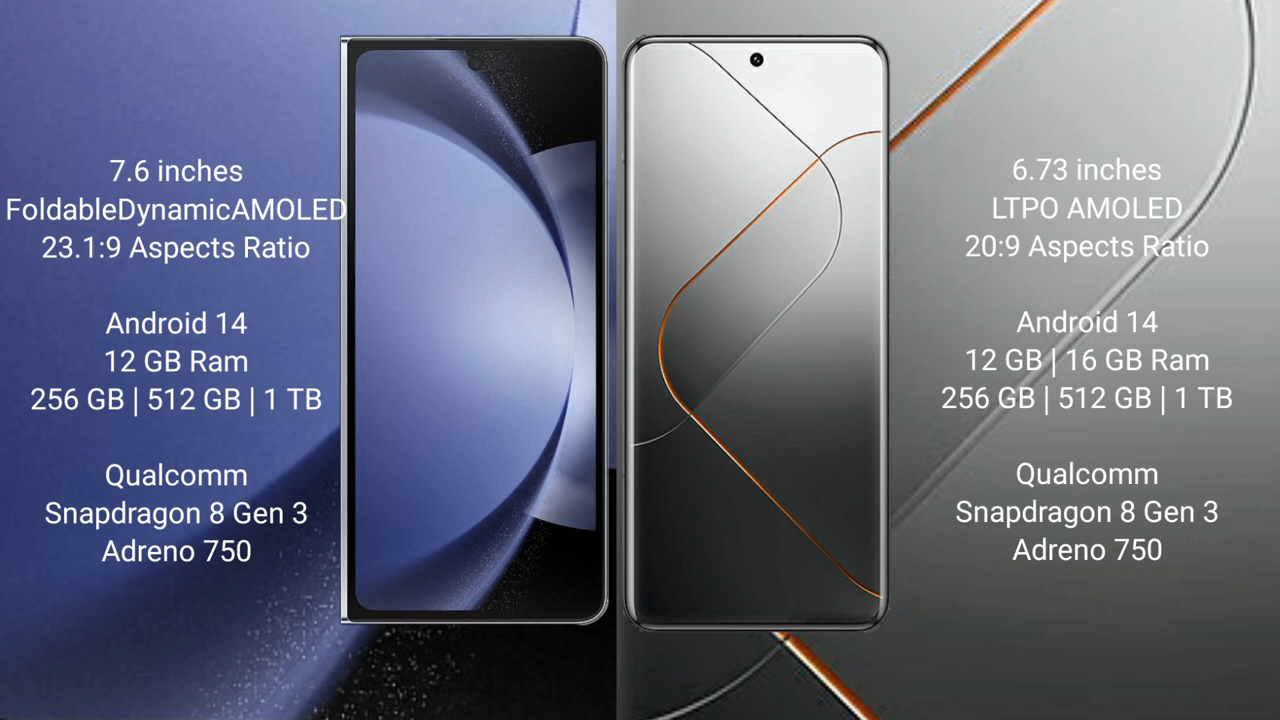 7.6 inches
FoldableDynamicAMOLED
23.1:9 Aspects Ratio
Android 14
12 GB Ram
256 GB | 512 GB | 1 TB
Qualcomm
Snapdragon 8 Gen 3
Adreno 750
6.73 inches
LTPO AMOLED
20:9 Aspects Ratio
Android 14
12 GB | 16 GB Ram
256 GB | 512 GB | 1 TB
Qualcomm
Snapdragon 8 Gen 3
Adreno 750